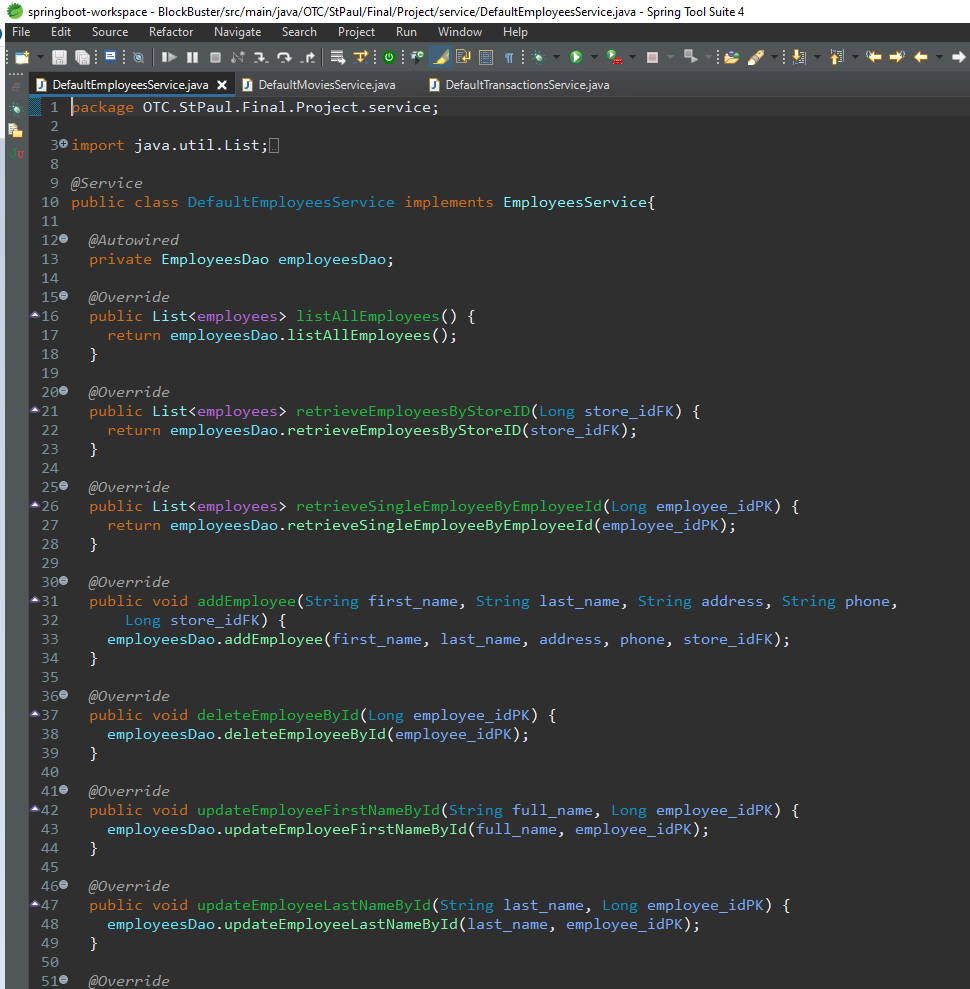 springboot-workspace - BlockBuster/src/main/java/OTC/StPaul/Final/Project/service/DefaultEmployeesService.java - Spring Tool Suite 4
File Edit Source Refactor Navigate Search Project Run Window Help
DefaultEmployeesService.java DefaultMoviesService.java DefaultTransactionsService.java
1 package OTC.StPaul.Final.Project.service;
2
3 import java.util.List;
8
9 @Service
10 public class DefaultEmployeesService implements EmployeesService{
11
12 @Autowired
13 private EmployeesDao employeesDao;
14
15 @Override
16 public List<employees> listAllEmployees() {
17 return employeesDao.listAllEmployees();
18 }
19
20 @Override
21 public List<employees> retrieveEmployeesByStoreID(Long store_idFK) {
22 return employeesDao.retrieveEmployeesByStoreID(store_idFK);
23 }
24
25 @Override
26 public List<employees> retrieveSingleEmployeeByEmployeeId(Long employee_idPK) {
27 return employeesDao.retrieveSingleEmployeeByEmployeeId(employee_idPK);
28 }
29
30 @Override
31 public void addEmployee(String first_name, String last_name, String address, String phone,
32 Long store_idFK) {
33 employeesDao.addEmployee(first_name, last_name, address, phone, store_idFK);
34 }
35
36 @Override
37 public void deleteEmployeeById(Long employee_idPK) {
38 employeesDao.deleteEmployeeById(employee_idPK);
39 }
40
41 @Override
42 public void updateEmployeeFirstNameById(String full_name, Long employee_idPK) {
43 employeesDao.updateEmployeeFirstNameById(full_name, employee_idPK);
44 }
45
46 @Override
47 public void updateEmployeeLastNameById(String last_name, Long employee_idPK) {
48 employeesDao.updateEmployeeLastNameById(last_name, employee_idPK);
49 }
50
51 @Override